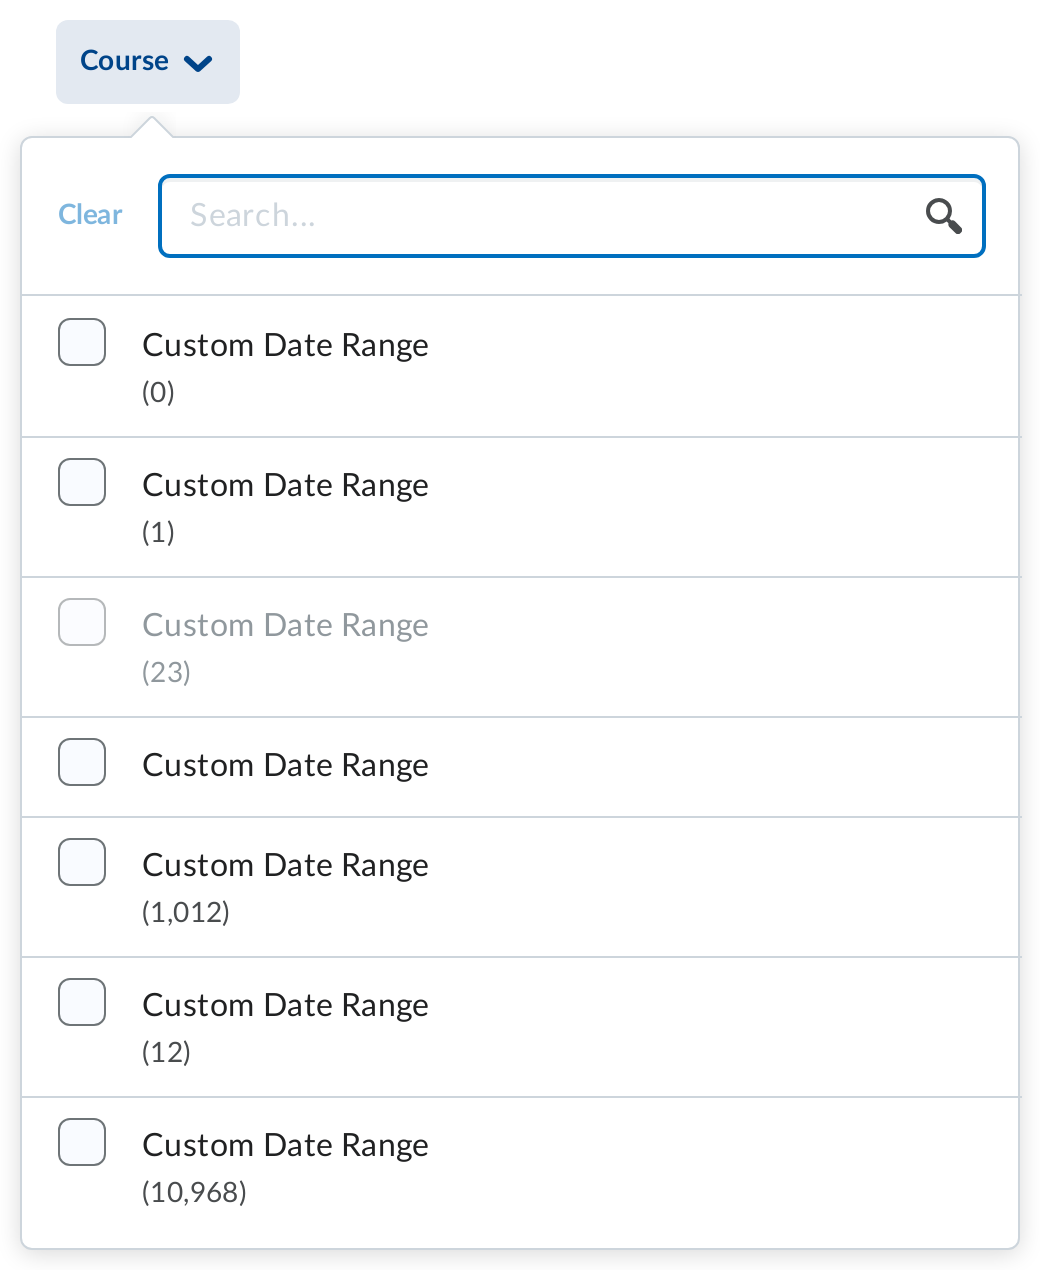 Course
Clear
Search...
Custom Date Range
(0)
Custom Date Range
(1)
Custom Date Range
(23)
Custom Date Range
Custom Date Range
(1,012)
Custom Date Range
(12)
Custom Date Range
(10,968)